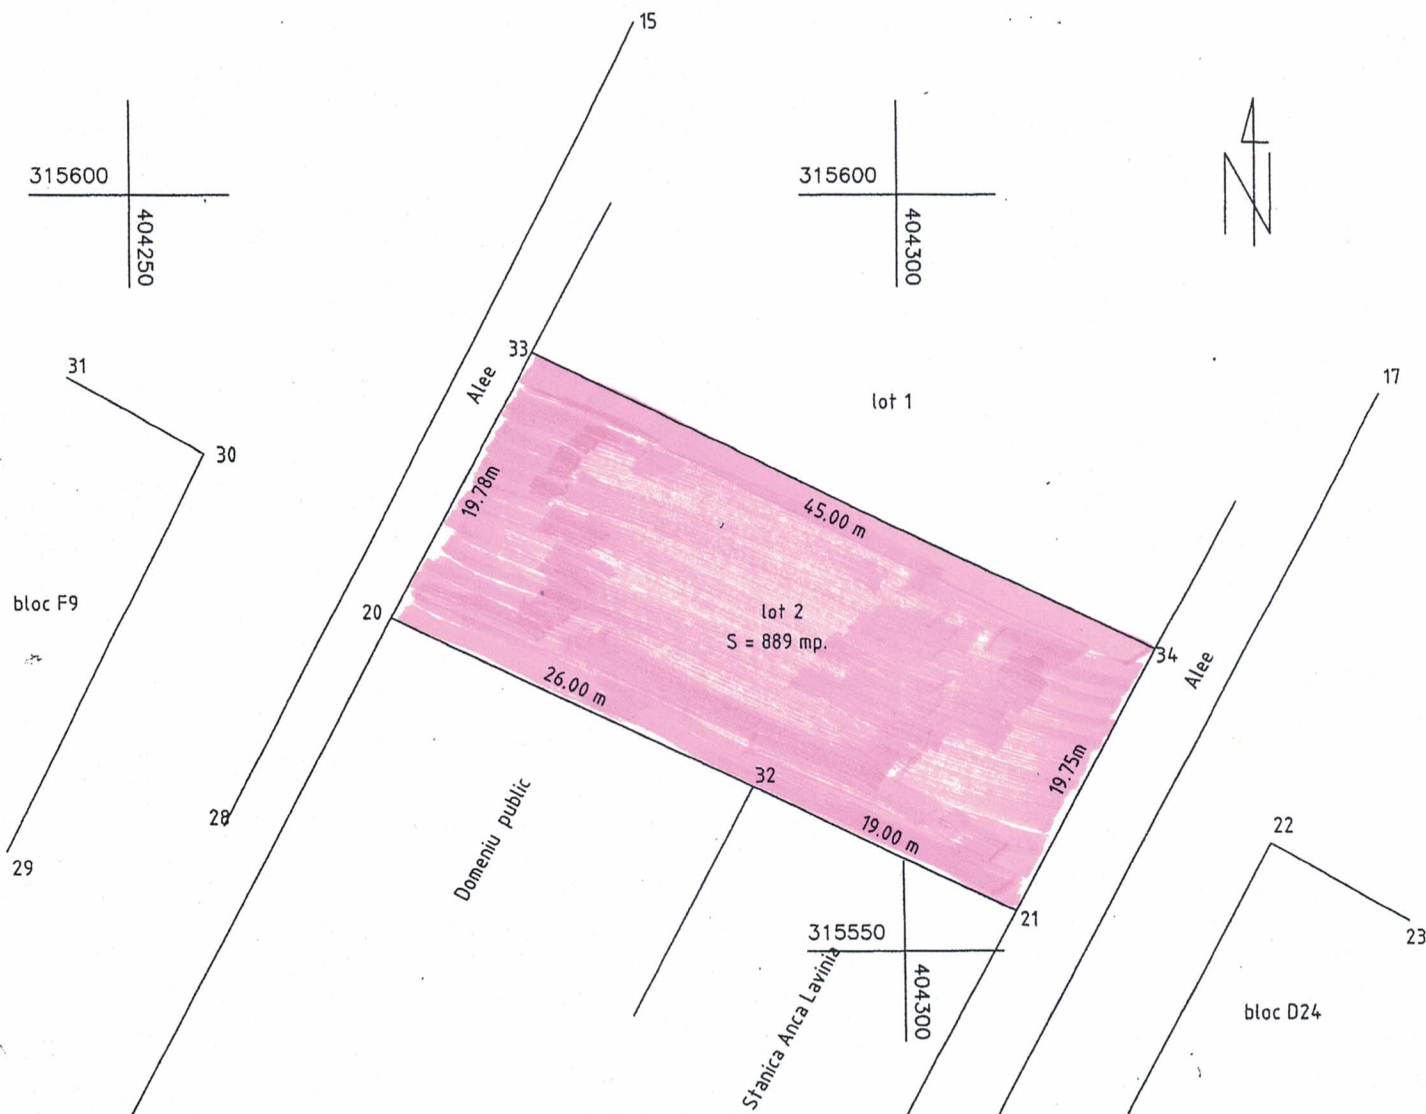 15
315600
404250
315600
404300
N
33
31
17
Alee
lot 1
30
19.78m
45.00 m
bloc F9
20
lot 2
S = 889 mp.
34
Alee
26.00 m
32
19.75m
28
19.00 m
22
29
Domeniu public
21
23
315550
404300
Stanica Anca Lavinia
bloc D24